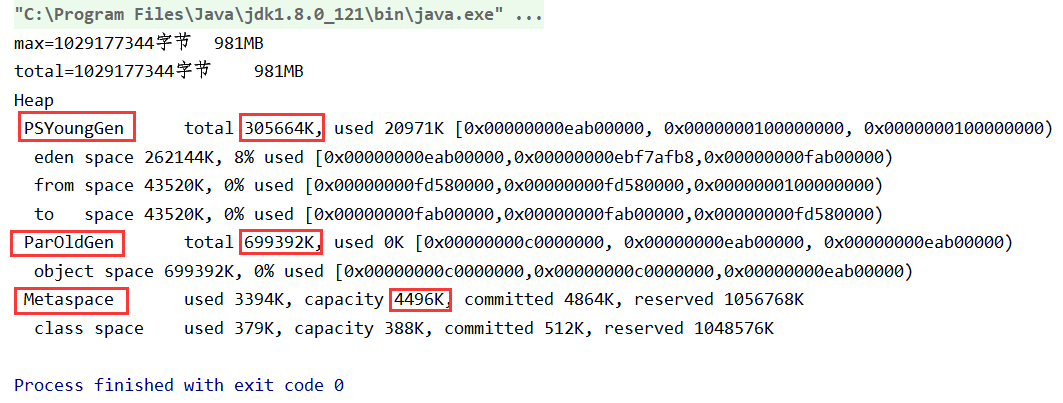 "C:\Program Files\Java\jdk1.8.0_121\bin\java.exe" ...
max=1029177344字节  981MB
total=1029177344字节    981MB
Heap
 PSYoungGen      total 305664K, used 20971K [0x00000000eab00000, 0x0000000100000000, 0x0000000100000000)
  eden space 262144K, 8% used [0x00000000eab00000,0x00000000ebf7afb8,0x00000000fab00000)
  from space 43520K, 0% used [0x00000000fd580000,0x00000000fd580000,0x0000000100000000)
  to   space 43520K, 0% used [0x00000000fab00000,0x00000000fab00000,0x00000000fd580000)
 ParOldGen       total 699392K, used 0K [0x00000000c0000000, 0x00000000eab00000, 0x00000000eab00000)
  object space 699392K, 0% used [0x00000000c0000000,0x00000000c0000000,0x00000000eab00000)
 Metaspace       used 3394K, capacity 4496K, committed 4864K, reserved 1056768K
  class space    used 379K, capacity 388K, committed 512K, reserved 1048576K
Process finished with exit code 0